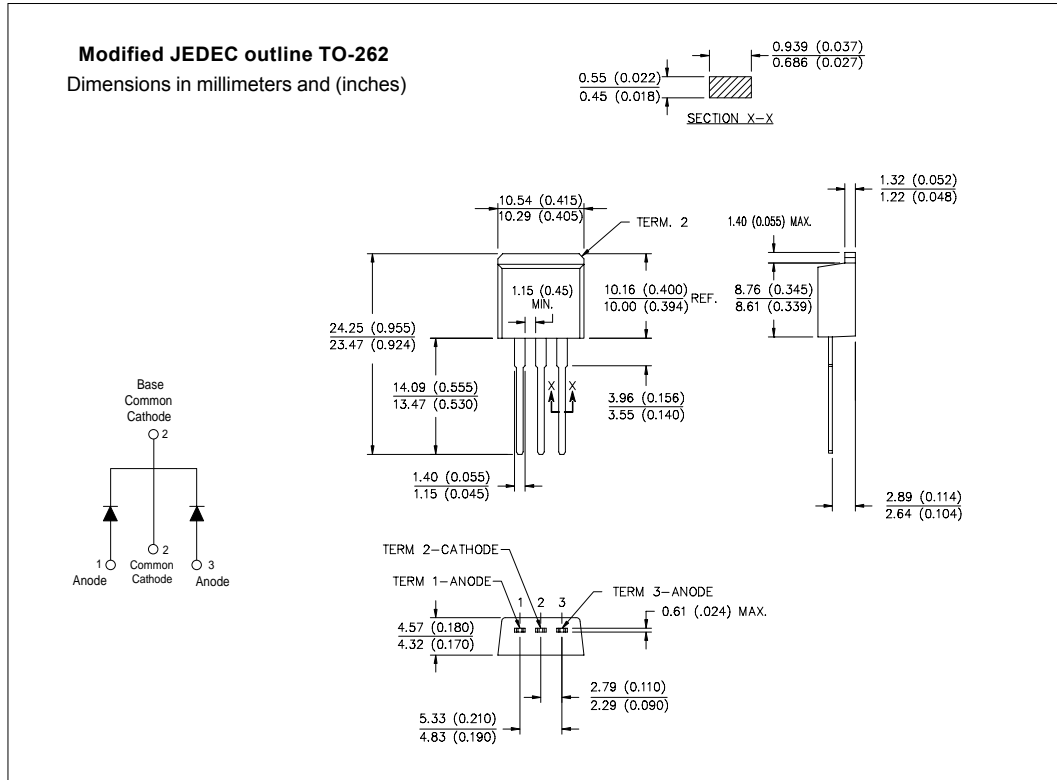 Modified JEDEC outline TO-262
Dimensions in millimeters and (inches)
0.939 (0.037)
0.686 (0.027)
0.55 (0.022)
0.45 (0.018)
SECTION X-X
1.32 (0.052)
1.22 (0.048)
10.54 (0.415)
10.29 (0.405)
TERM. 2
1.40 (0.055) MAX.
1.15 (0.45)
MIN.
10.16 (0.400)
10.00 (0.394)
REF.
8.76 (0.345)
8.61 (0.339)
24.25 (0.955)
23.47 (0.924)
14.09 (0.555)
13.47 (0.530)
X X
3.96 (0.156)
3.55 (0.140)
Base
Common
Cathode
2
1.40 (0.055)
1.15 (0.045)
2.89 (0.114)
2.64 (0.104)
1
Anode
2
Common
Cathode
3
Anode
TERM 2-CATHODE
TERM 1-ANODE
TERM 3-ANODE
1 2 3
0.61 (.024) MAX.
4.57 (0.180)
4.32 (0.170)
2.79 (0.110)
2.29 (0.090)
5.33 (0.210)
4.83 (0.190)